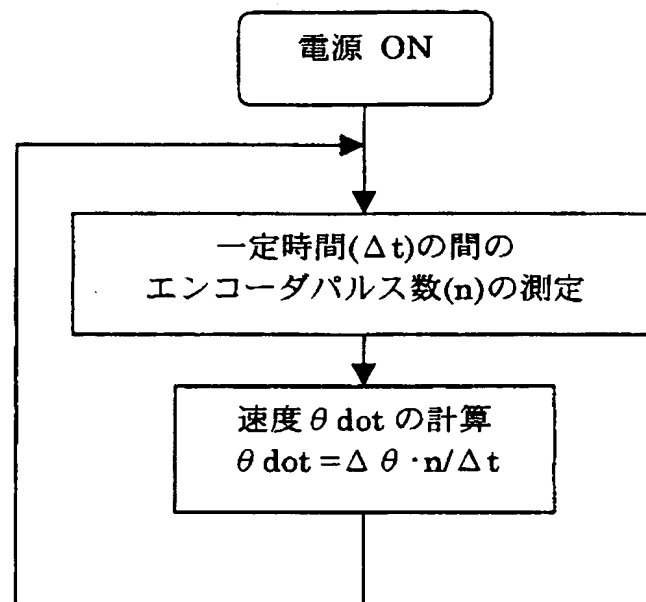 電源 ON
一定時間(Δt)の間の
エンコーダパルス数(n)の測定
速度θdotの計算
θdot=Δθ·n/Δt